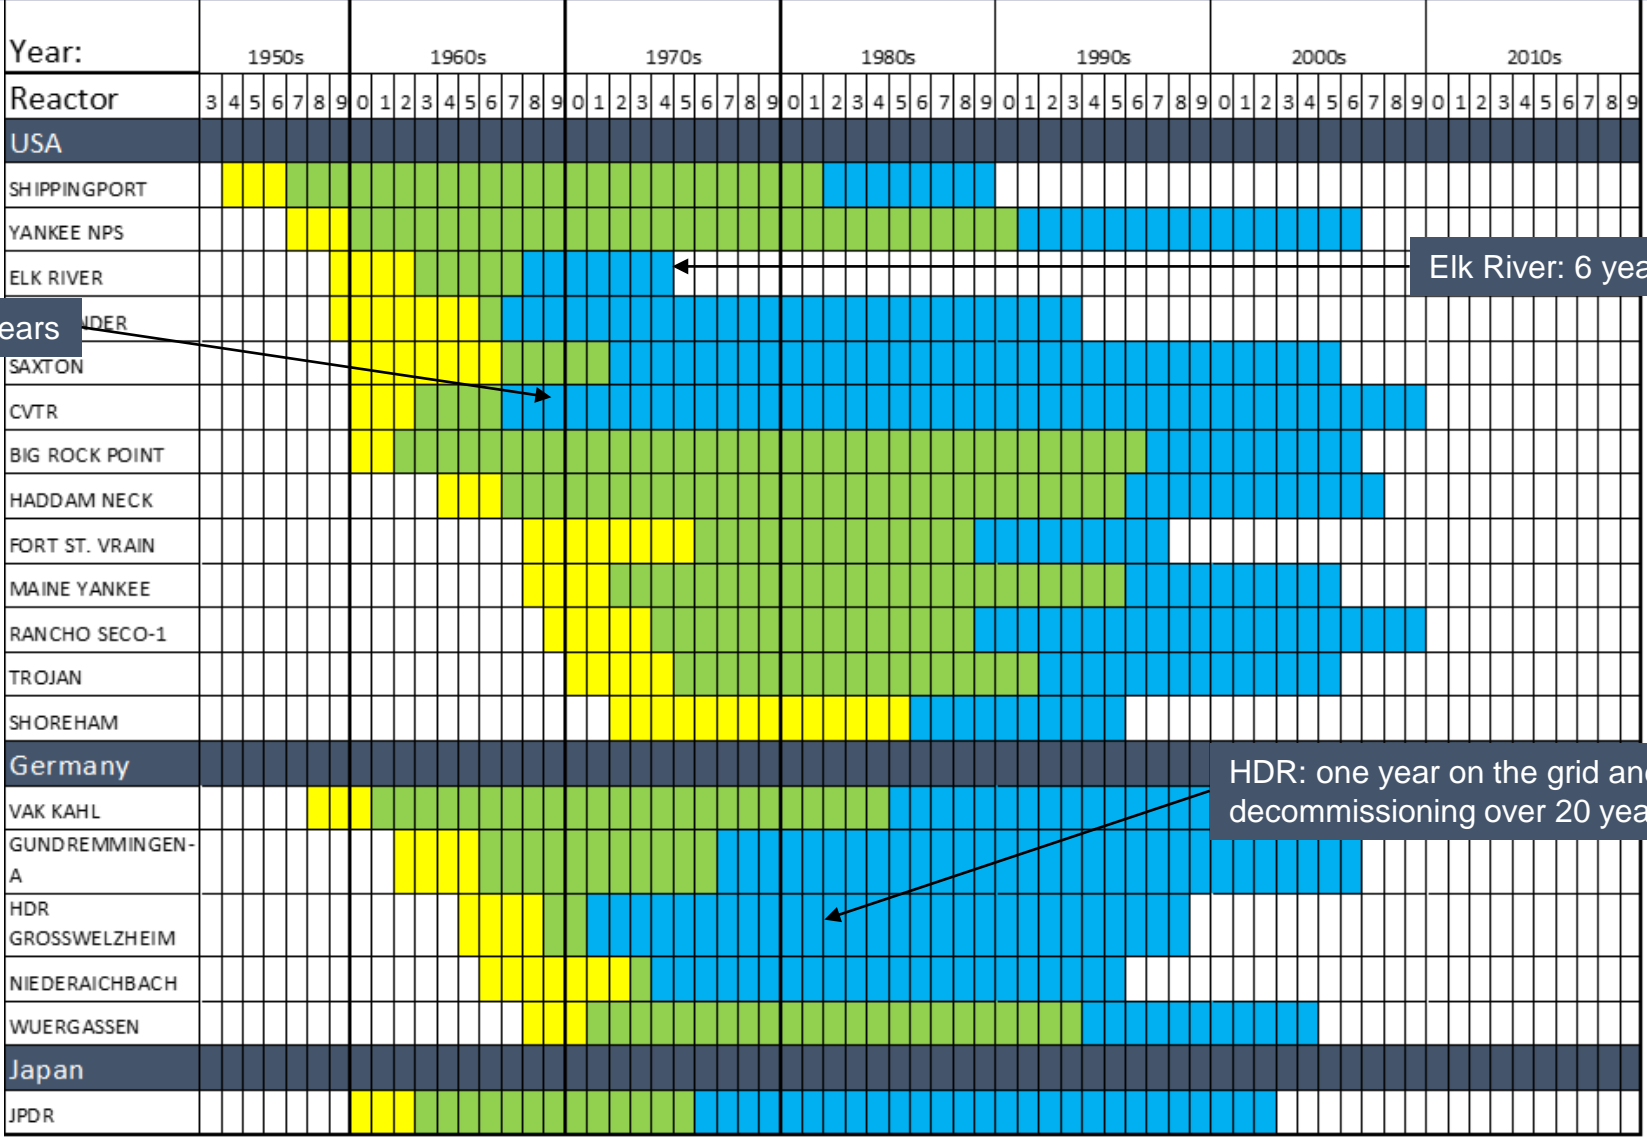 Year: 1950s 1960s 1970s 1980s 1990s 2000s 2010s
Reactor 3 4 5 6 7 8 9 0 1 2 3 4 5 6 7 8 9 0 1 2 3 4 5 6 7 8 9 0 1 2 3 4 5 6 7 8 9 0 1 2 3 4 5 6 7 8 9 0 1 2 3 4 5 6 7 8 9 0 1 2 3 4 5 6 7 8 9
USA
SHIPPINGPORT
YANKEE NPS
ELK RIVER
Elk River: 6 yea
ears
NDER
SAXTON
CVTR
BIG ROCK POINT
HADDAM NECK
FORT ST. VRAIN
MAINE YANKEE
RANCHO SECO-1
TROJAN
SHOREHAM
Germany
HDR: one year on the grid and
decommissioning over 20 yea
VAK KAHL
GUNDREMMINGEN-
A
HDR
GROSSWELZHEIM
NIEDERAICHBACH
WUERGASSEN
Japan
JPDR